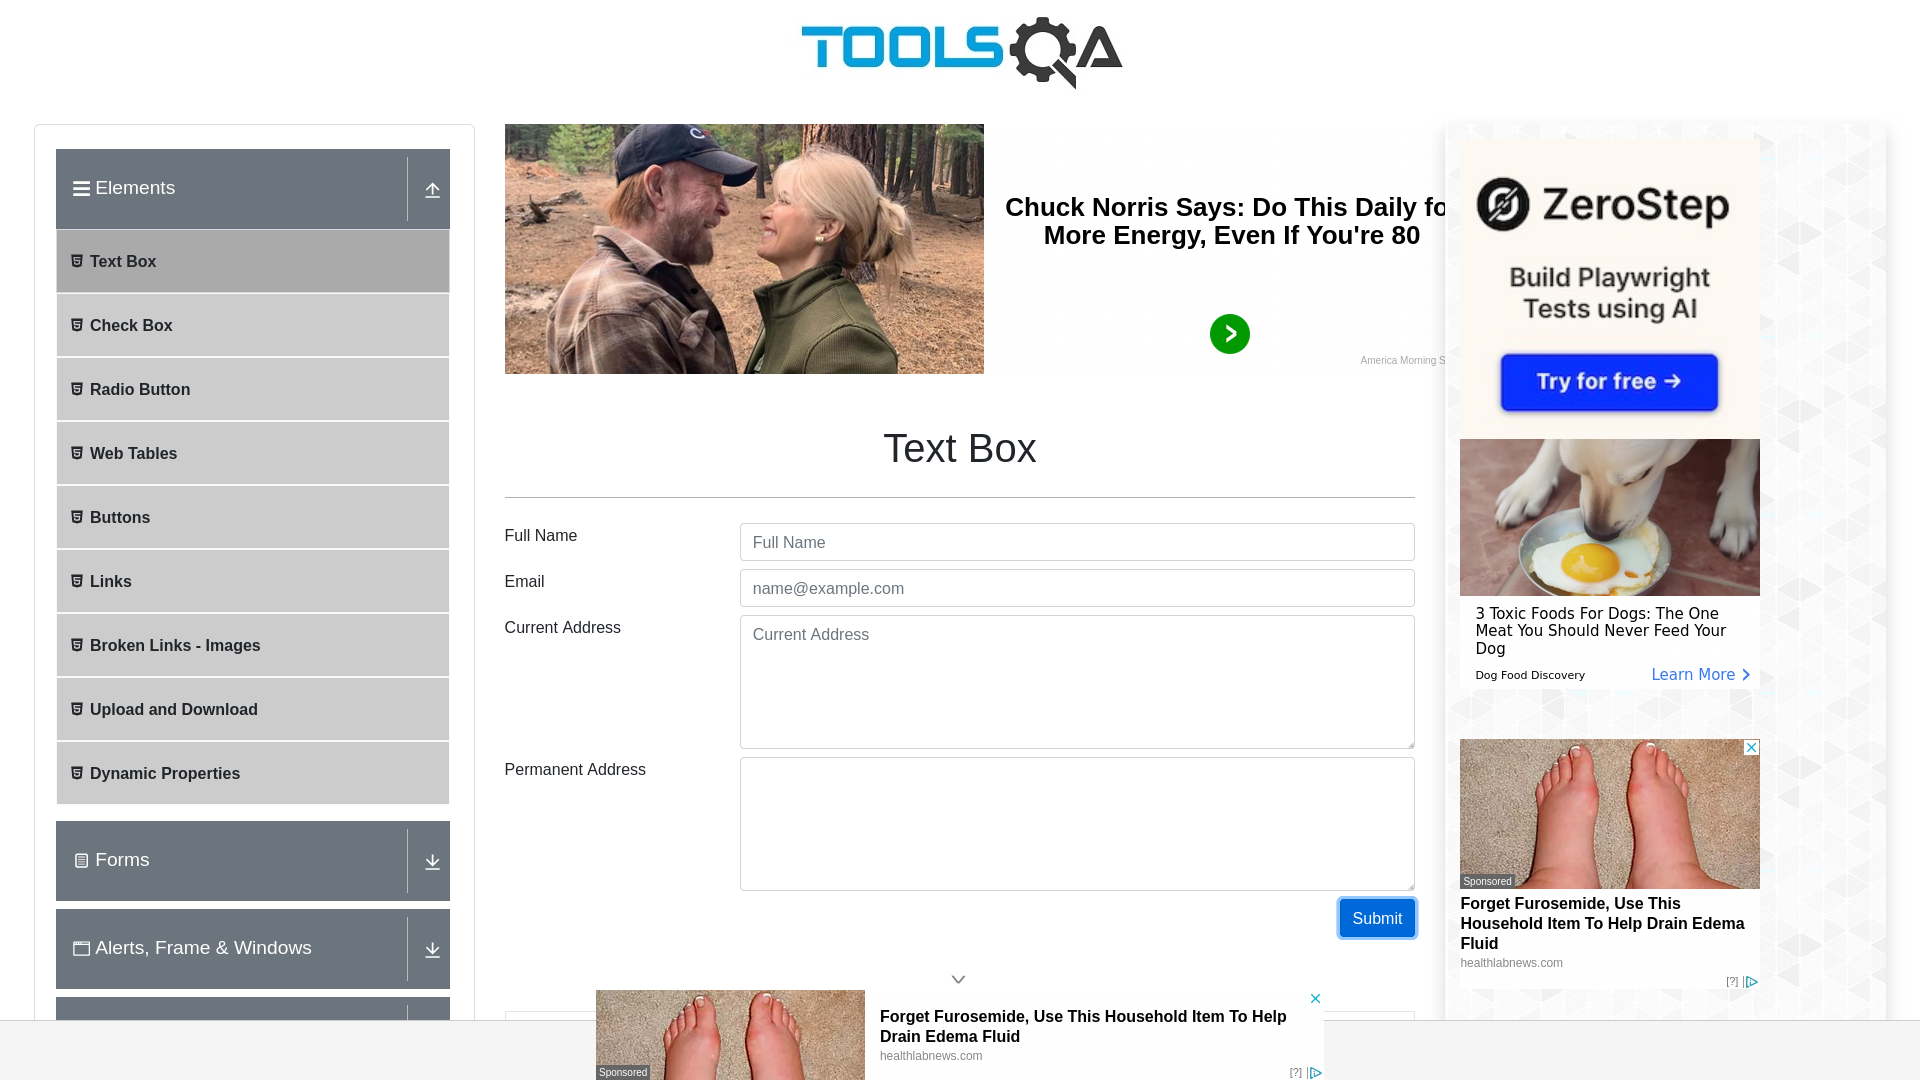 TOOLSQA
Elements
Text Box
Check Box
Radio Button
Web Tables
Buttons
Links
Broken Links - Images
Upload and Download
Dynamic Properties
Forms
Alerts, Frame & Windows
Chuck Norris Says: Do This Daily fo
More Energy, Even If You're 80
America Morning S
Text Box
Full Name
Full Name
Email
name@example.com
Current Address
Current Address
Permanent Address
Submit
ZeroStep
Build Playwright
Tests using AI
Try for free →
3 Toxic Foods For Dogs: The One
Meat You Should Never Feed Your
Dog
Dog Food Discovery
Learn More
Sponsored
Forget Furosemide, Use This
Household Item To Help Drain Edema
Fluid
healthlabnews.com
[?]
Forget Furosemide, Use This Household Item To Help
Drain Edema Fluid
healthlabnews.com
Sponsored
[?]